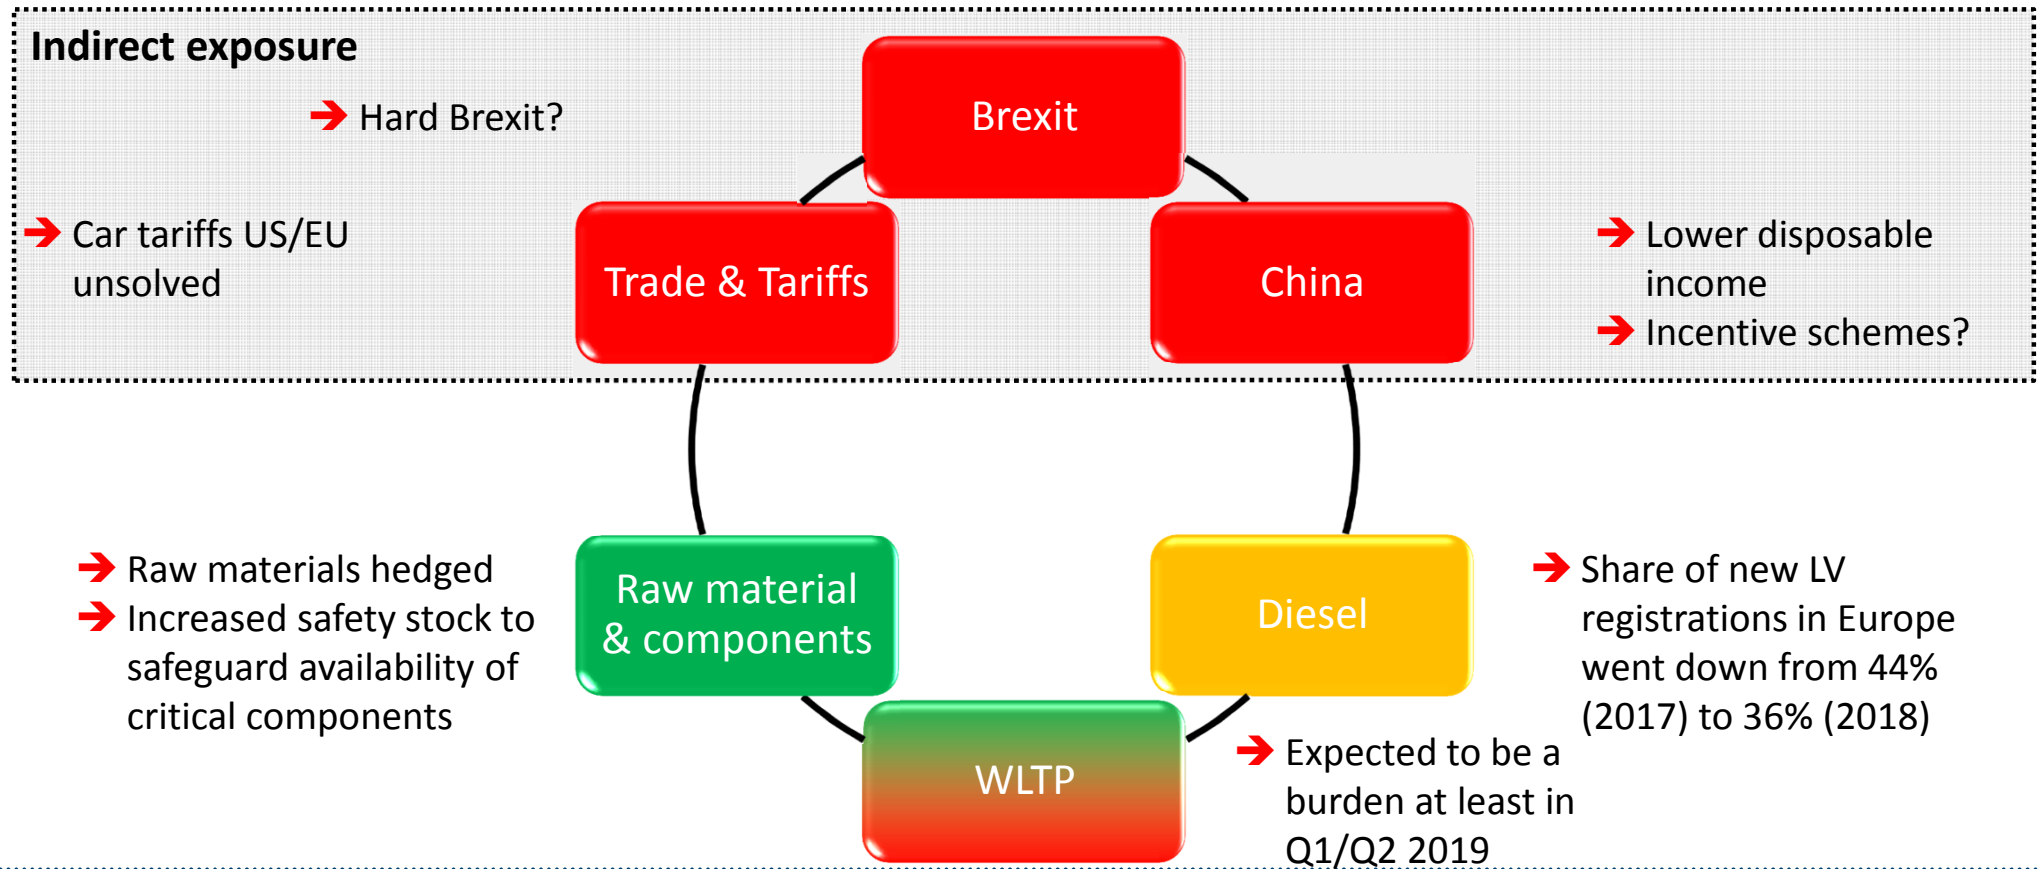 Indirect exposure
Brexit
➔ Hard Brexit?
Trade & Tariffs
➔ Car tariffs US/EU
unsolved
China
➔ Lower disposable
income
➔ Incentive schemes?
Raw material
& components
➔ Raw materials hedged
➔ Increased safety stock to
safeguard availability of
critical components
Diesel
➔ Share of new LV
registrations in Europe
went down from 44%
(2017) to 36% (2018)
WLTP
➔ Expected to be a
burden at least in
Q1/Q2 2019